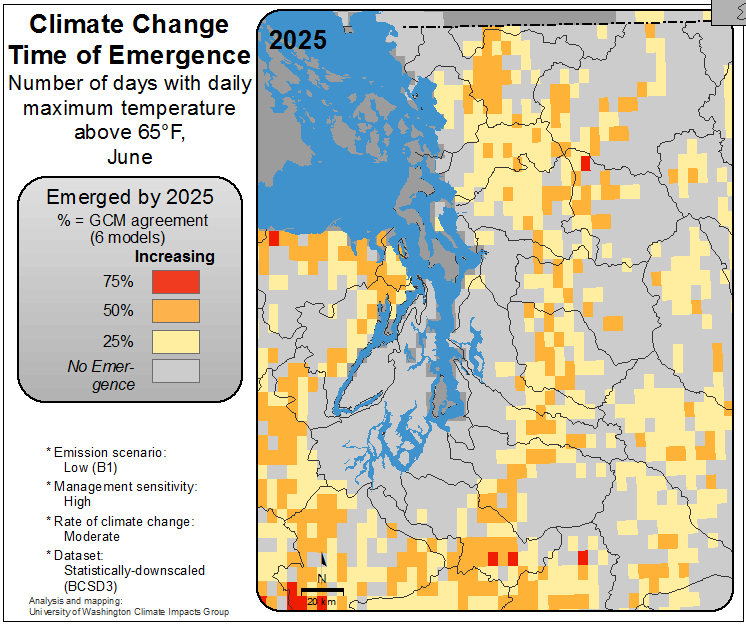 Climate Change
Time of Emergence
Number of days with daily
maximum temperature
above 65°F,
June
Emerged by 2025
% = GCM agreement
(6 models)
Increasing
75%
50%
25%
No Emer-
gence
* Emission scenario:
Low (B1)
* Management sensitivity:
High
* Rate of climate change:
Moderate
* Dataset:
Statistically-downscaled
(BCSD3)
Analysis and mapping:
University of Washington Climate Impacts Group
2025
N
20 km